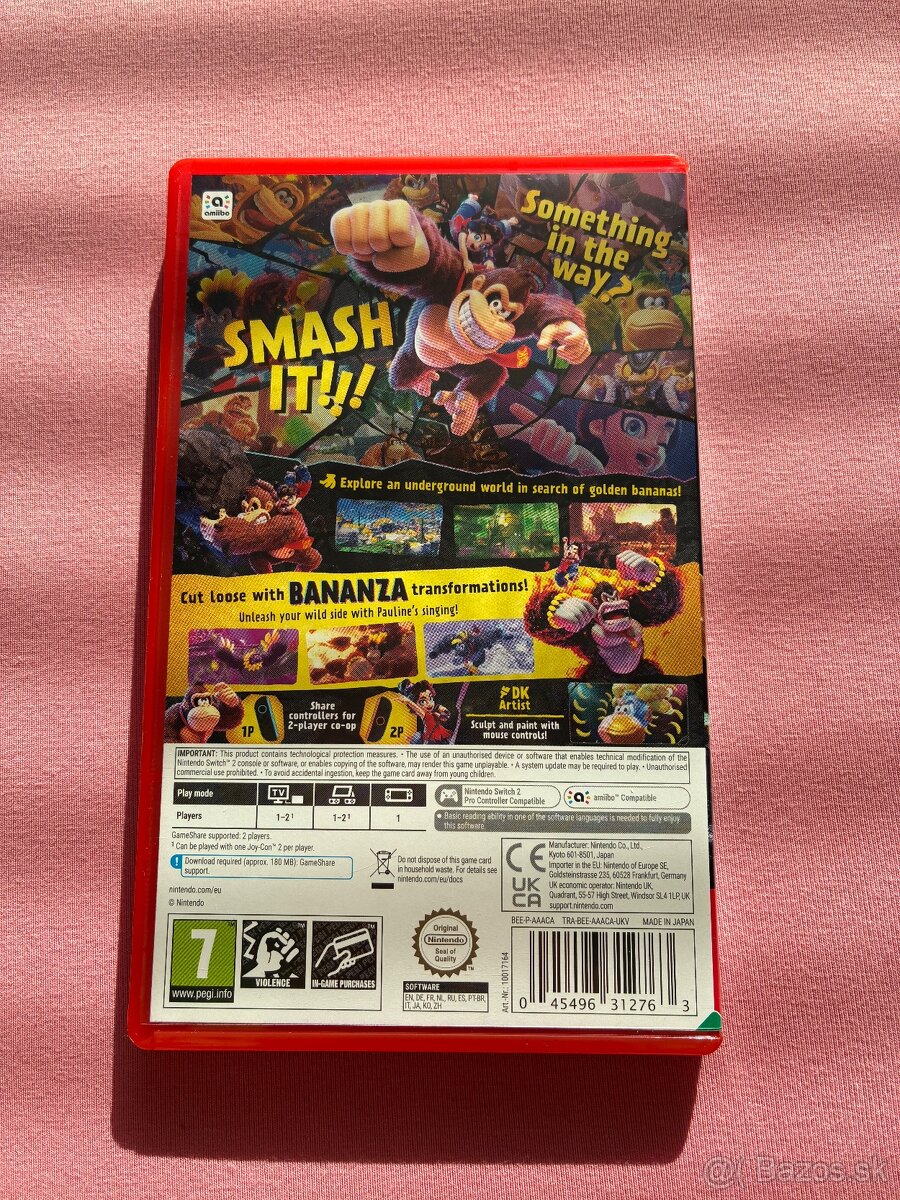 amiibo
Something
in the
way?
SMASH
IT!!!
Explore an underground world in search of golden bananas!
Cut loose with BANANZA transformations!
Unleash your wild side with Pauline's singing!
1P
Share
controllers for
2-player co-op
2P
DK
Artist
Sculpt and paint with
mouse controls!
IMPORTANT: This product contains technological protection measures. • The use of an unauthorised device or software that enables technical modification of the
Nintendo Switch™ 2 console or software, or enables copying of the software, may render this game unplayable. • A system update may be required to play. • Unauthorised
commercial use prohibited. • To avoid accidental ingestion, keep the game card away from young children.
Play mode
TV
Players
1–2¹
1–2¹
1
Nintendo Switch 2
Pro Controller Compatible
amiibo™ Compatible
• Basic reading ability in one of the software languages is needed to fully enjoy
this software.
GameShare supported: 2 players.
¹ Can be played with one Joy-Con™ 2 per player.
! Download required (approx. 180 MB): GameShare
support.
nintendo.com/eu
© Nintendo
Do not dispose of this game card
in household waste. For details see
nintendo.com/eu/docs
CE
UK
CA
Manufacturer: Nintendo Co., Ltd.,
Kyoto 601-8501, Japan
Importer in the EU: Nintendo of Europe SE,
Goldsteinstrasse 235, 60528 Frankfurt, Germany
UK economic operator: Nintendo UK,
Quadrant, 55-57 High Street, Windsor SL4 1LP, UK
support.nintendo.com
BEE-P-AAACA TRA-BEE-AAACA-UKV MADE IN JAPAN
7
www.pegi.info
VIOLENCE
IN-GAME PURCHASES
Original
Nintendo
Seal of
Quality
™
SOFTWARE
EN, DE, FR, NL, RU, ES, PT-BR,
IT, JA, KO, ZH
Art.-Nr.: 10017164
0 45496 31276 3
Bazos.sk